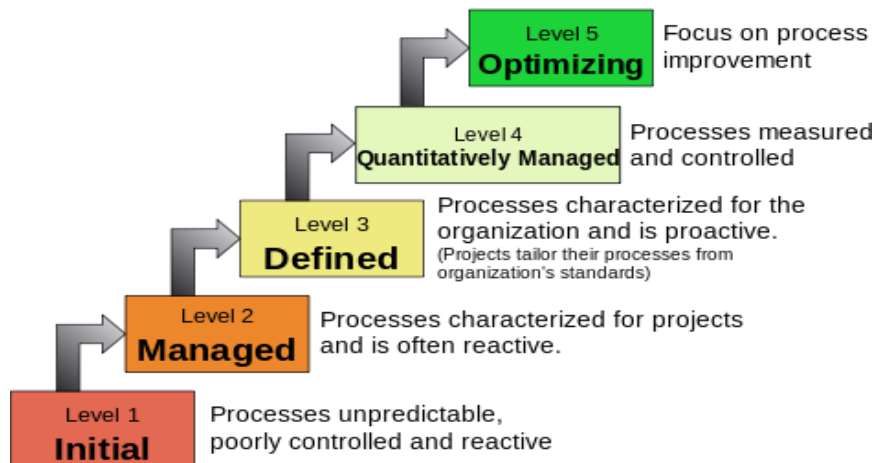 Level 5
Optimizing
Focus on process
improvement
Level 4
Quantitatively Managed
Processes measured
and controlled
Level 3
Defined
Processes characterized for the
organization and is proactive.
(Projects tailor their processes from
organization's standards)
Level 2
Managed
Processes characterized for projects
and is often reactive.
Level 1
Initial
Processes unpredictable,
poorly controlled and reactive